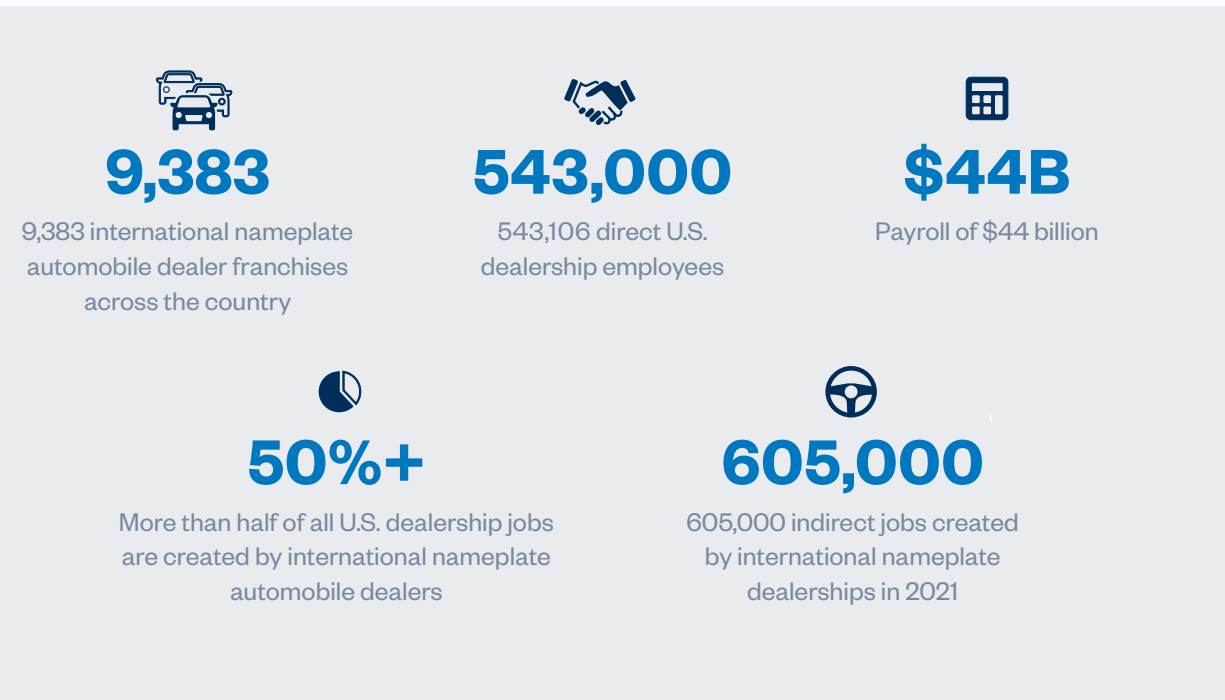 9,383
543,000
$44B
9,383 international nameplate
automobile dealer franchises
across the country
543,106 direct U.S.
dealership employees
Payroll of $44 billion
50%+
605,000
More than half of all U.S. dealership jobs
are created by international nameplate
automobile dealers
605,000 indirect jobs created
by international nameplate
dealerships in 2021